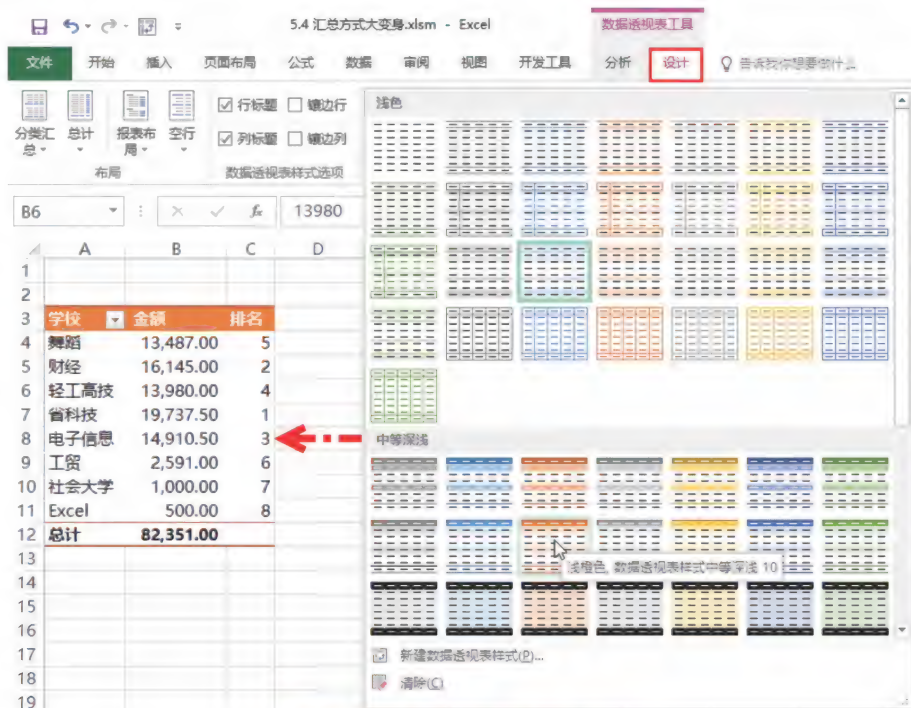 5.4 汇总方式大变身.xlsm - Excel
数据透视表工具
文件 开始 插入 页面布局 公式 数据 审阅 视图 开发工具 分析 设计 告诉我你想要做什么...
分类汇总 总计 报表布局 空行
行标题 镶边行
列标题 镶边列
布局 数据透视表样式选项
浅色
B6 fx 13980
A B C D
1
2
3 学校 金额 排名
4 舞蹈 13,487.00 5
5 财经 16,145.00 2
6 轻工高技 13,980.00 4
7 省科技 19,737.50 1
8 电子信息 14,910.50 3
9 工贸 2,591.00 6
10 社会大学 1,000.00 7
11 Excel 500.00 8
12 总计 82,351.00
13
14
15
16
17
18
19
中等深浅
浅橙色, 数据透视表样式中等深浅 10
新建数据透视表样式(P)...
清除(C)